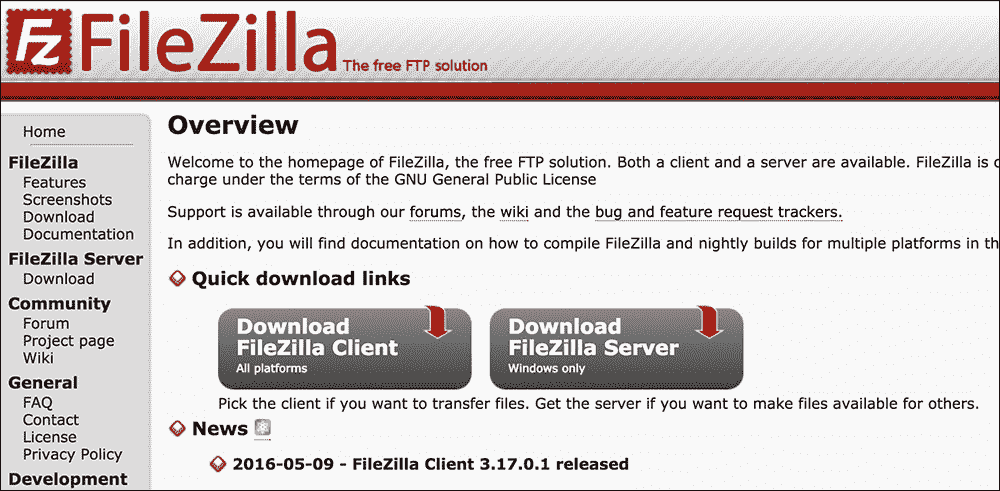 FZ FileZilla The free FTP solution
Home
FileZilla
Features
Screenshots
Download
Documentation
FileZilla Server
Download
Community
Forum
Project page
Wiki
General
FAQ
Contact
License
Privacy Policy
Development
Overview
Welcome to the homepage of FileZilla, the free FTP solution. Both a client and a server are available. FileZilla is
charge under the terms of the GNU General Public License
Support is available through our forums, the wiki and the bug and feature request trackers.
In addition, you will find documentation on how to compile FileZilla and nightly builds for multiple platforms in
Quick download links
Download
FileZilla Client
All platforms
Download
FileZilla Server
Windows only
Pick the client if you want to transfer files. Get the server if you want to make files available for others.
News
2016-05-09 - FileZilla Client 3.17.0.1 released